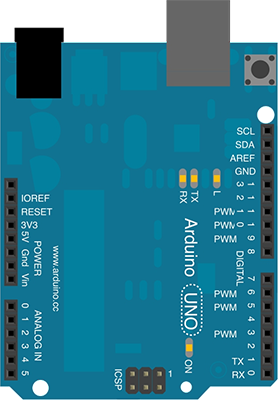 SCL
SDA
AREF
GND
13
12
PWM 11
PWM 10
PWM 9
8
DIGITAL
7
PWM 6
PWM 5
4
PWM 3
2
TX 1
RX 0
RX
TX
L
Arduino
UNO
ON
IOREF
RESET
3V3
5V
Gnd
Vin
POWER
www.arduino.cc
0
1
2
3
4
5
ANALOG IN
ICSP
1